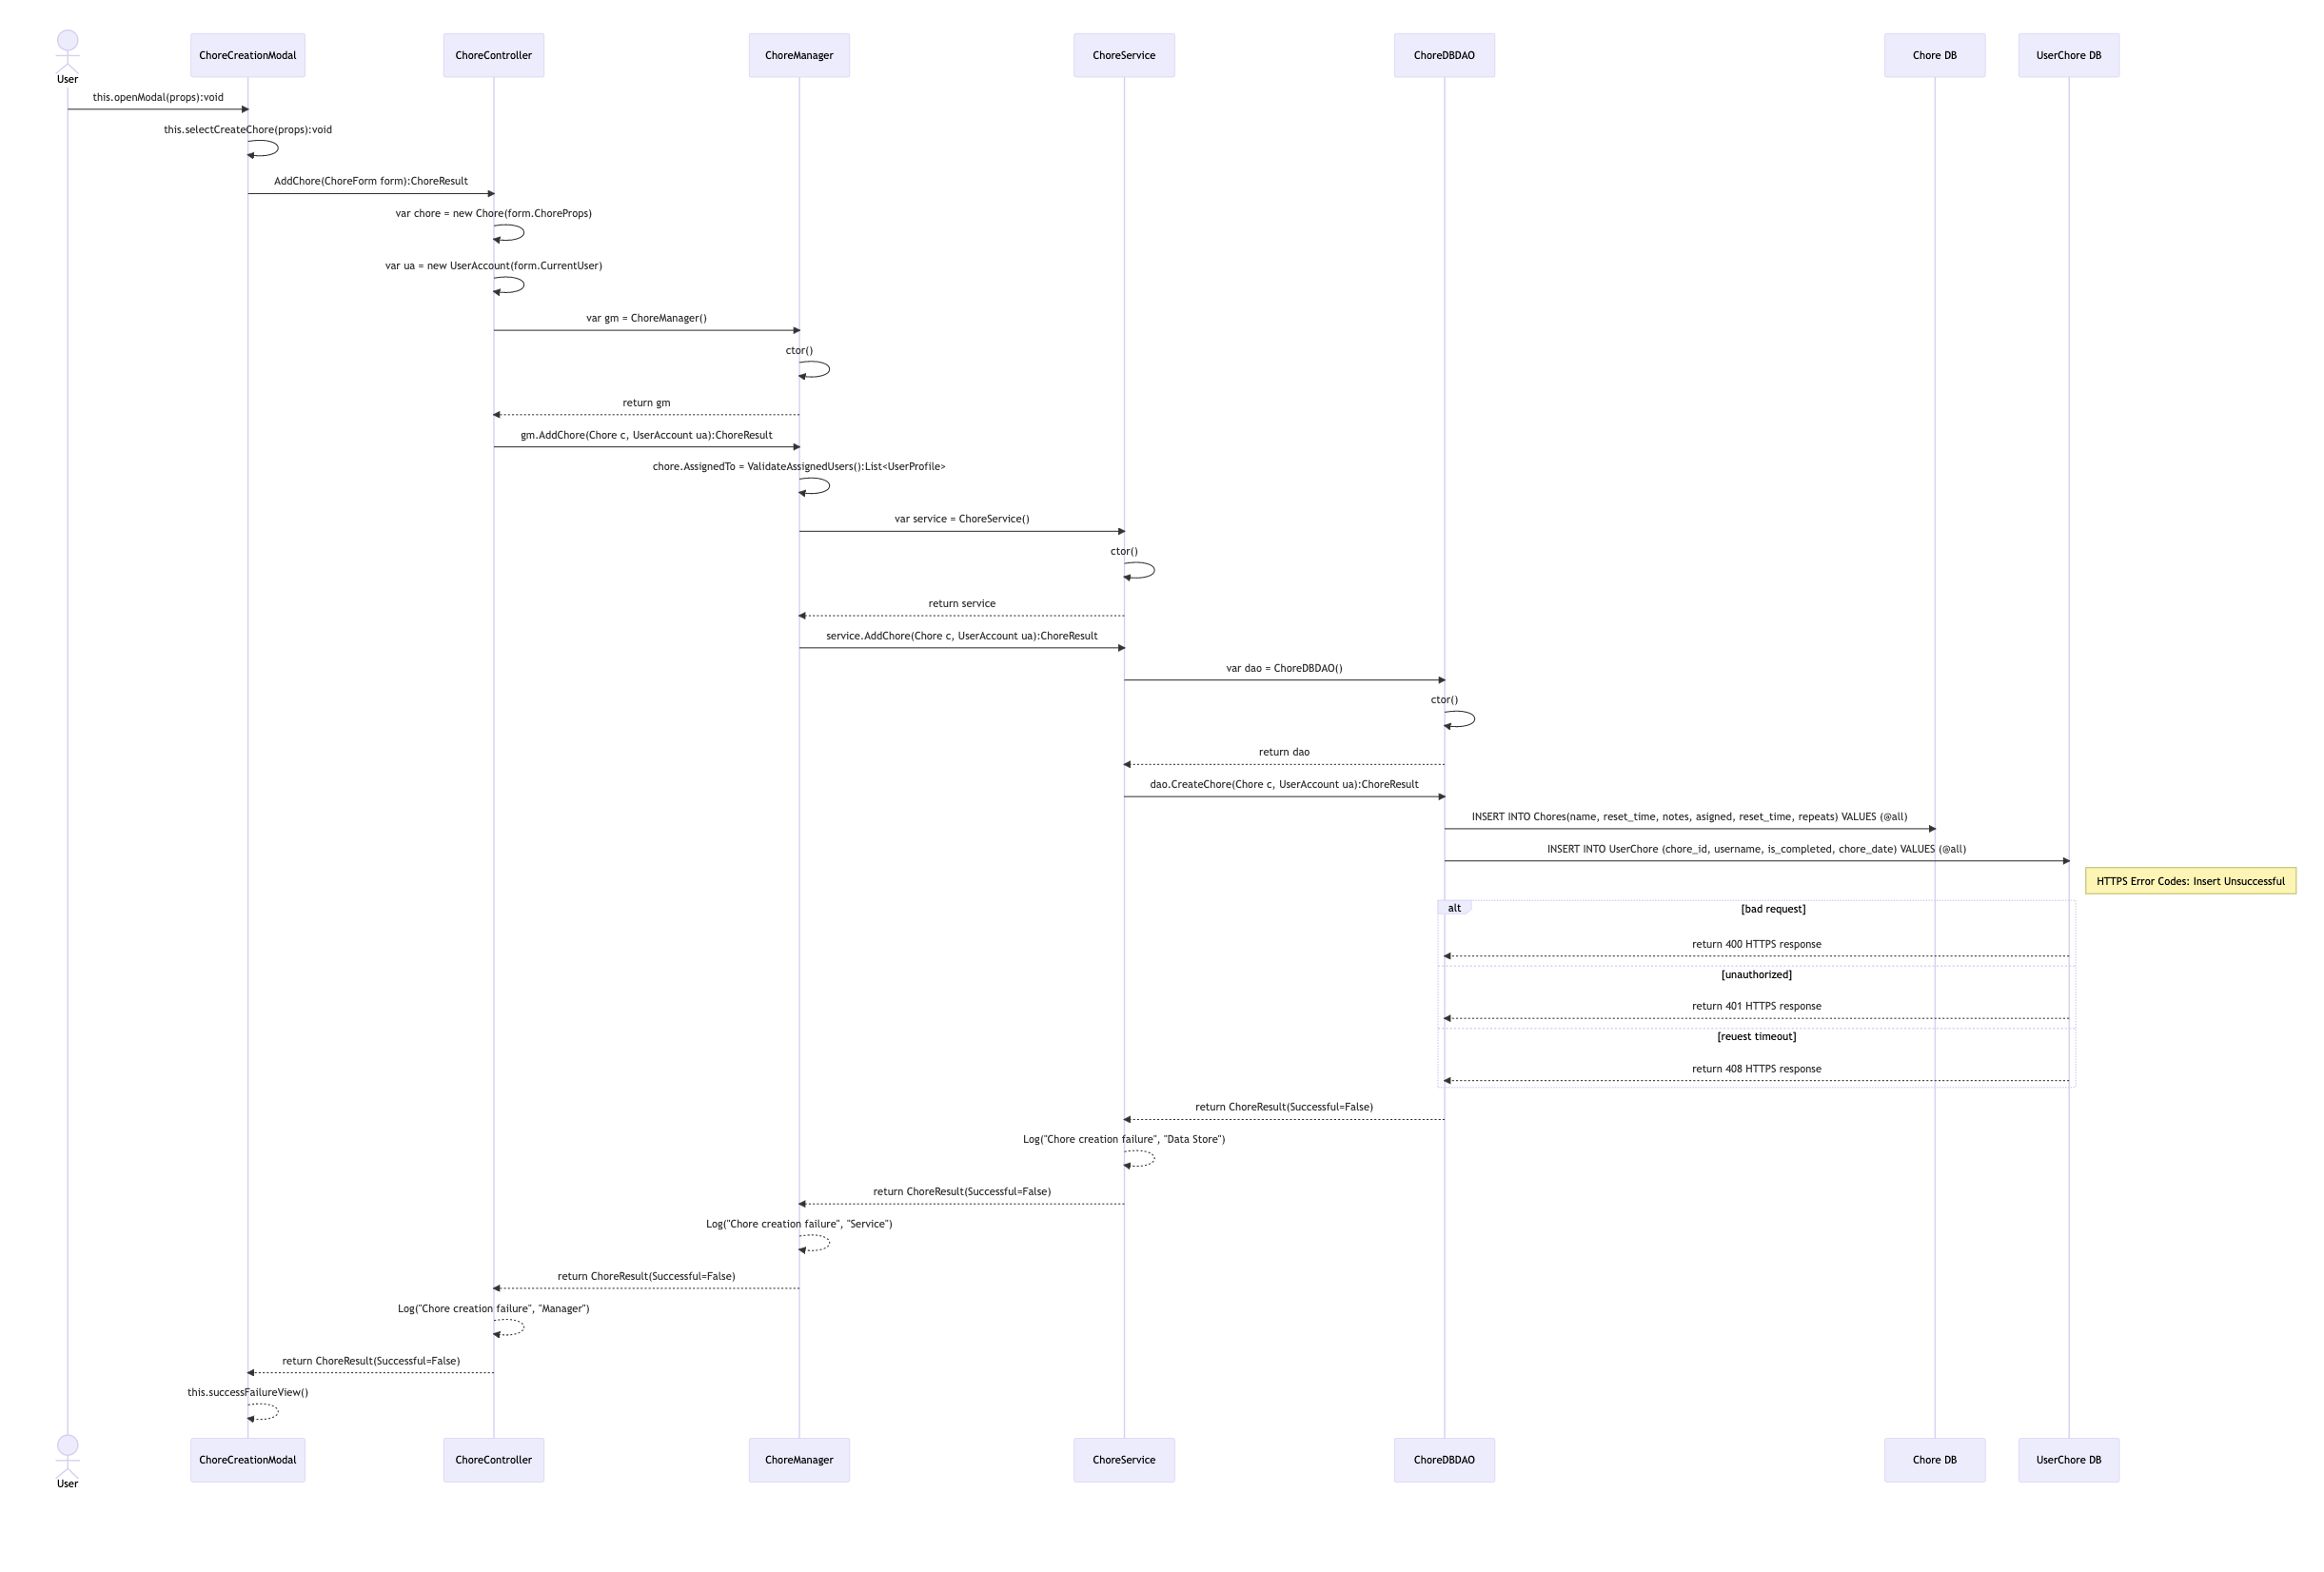 User
ChoreCreationModal
ChoreController
ChoreManager
ChoreService
ChoreDBDAO
Chore DB
UserChore DB
this.openModal(props):void
this.selectCreateChore(props):void
AddChore(ChoreForm form):ChoreResult
var chore = new Chore(form.ChoreProps)
var ua = new UserAccount(form.CurrentUser)
var gm = ChoreManager()
ctor()
return gm
gm.AddChore(Chore c, UserAccount ua):ChoreResult
chore.AssignedTo = ValidateAssignedUsers():List<UserProfile>
var service = ChoreService()
ctor()
return service
service.AddChore(Chore c, UserAccount ua):ChoreResult
var dao = ChoreDBDAO()
ctor()
return dao
dao.CreateChore(Chore c, UserAccount ua):ChoreResult
INSERT INTO Chores(name, reset_time, notes, asigned, reset_time, repeats) VALUES (@all)
INSERT INTO UserChore (chore_id, username, is_completed, chore_date) VALUES (@all)
HTTPS Error Codes: Insert Unsuccessful
alt
[bad request]
return 400 HTTPS response
[unauthorized]
return 401 HTTPS response
[reuest timeout]
return 408 HTTPS response
return ChoreResult(Successful=False)
Log("Chore creation failure", "Data Store")
return ChoreResult(Successful=False)
Log("Chore creation failure", "Service")
return ChoreResult(Successful=False)
Log("Chore creation failure", "Manager")
return ChoreResult(Successful=False)
this.successFailureView()
User
ChoreCreationModal
ChoreController
ChoreManager
ChoreService
ChoreDBDAO
Chore DB
UserChore DB